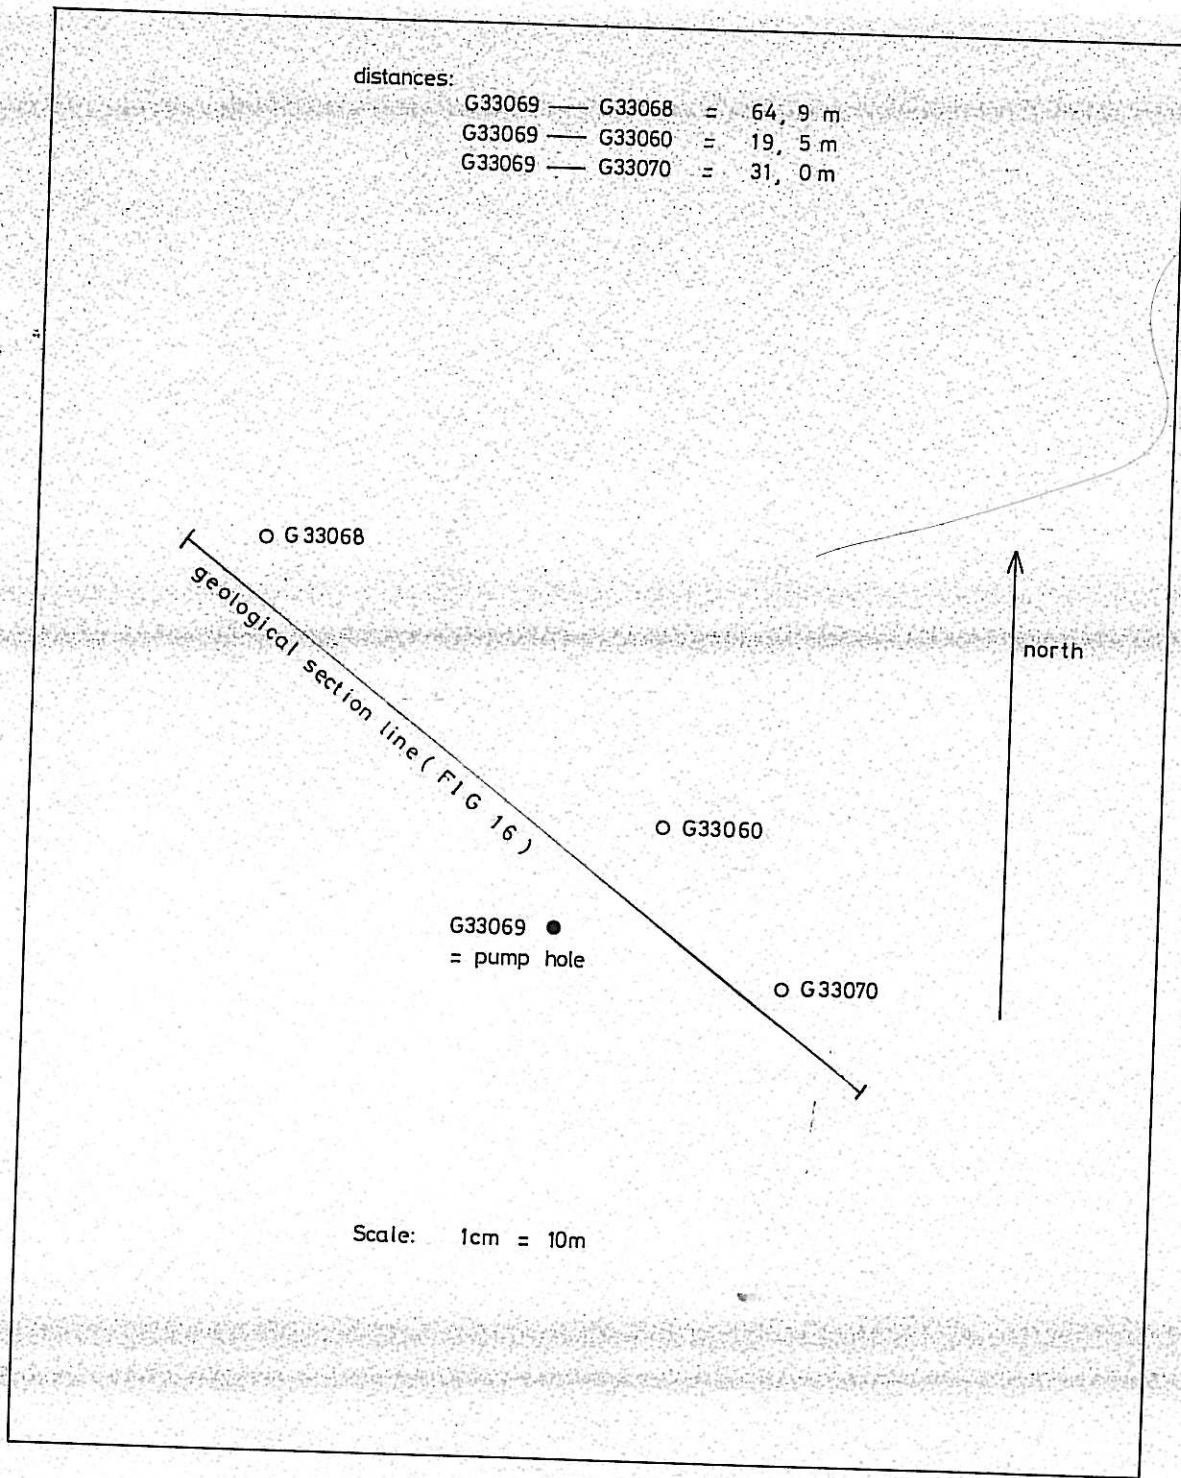 distances:
G33069 — G33068 = 64, 9 m
G33069 — G33060 = 19, 5 m
G33069 — G33070 = 31, 0 m
G33068
geological section line ( FIG 16 )
north
G33060
G33069
= pump hole
G33070
Scale: 1cm = 10m